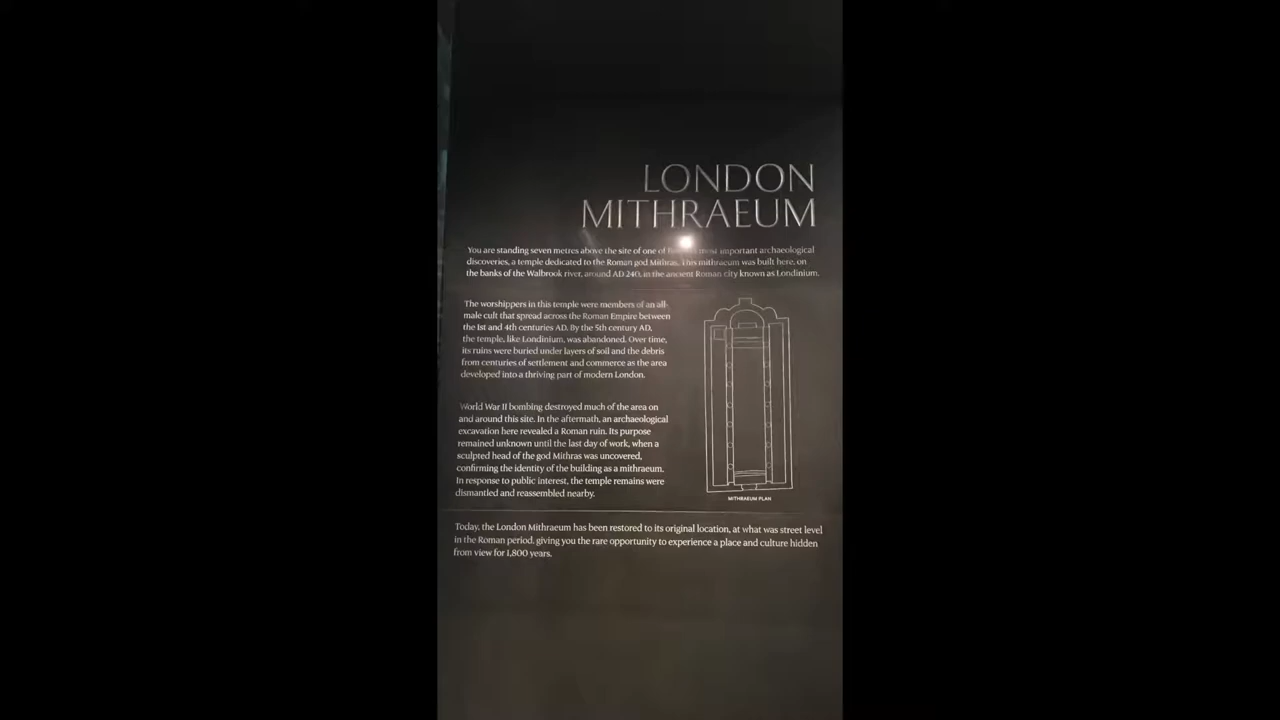 LONDON
MITHRAEUM
You are standing seven metres above the site of one of most important archaeological
discoveries, a temple dedicated to the Roman god Mithras. This mithraeum was built here, on
the banks of the Walbrook river, around AD 240, in the ancient Roman city known as Londinium.
The worshippers in this temple were members of an all-
male cult that spread across the Roman Empire between
the 1st and 4th centuries AD. By the 5th century AD,
the temple, like Londinium, was abandoned. Over time,
its ruins were buried under layers of soil and the debris
from centuries of settlement and commerce as the area
developed into a thriving part of modern London.
World War II bombing destroyed much of the area on
and around this site. In the aftermath, an archaeological
excavation here revealed a Roman ruin. Its purpose
remained unknown until the last day of work, when a
sculpted head of the god Mithras was uncovered,
confirming the identity of the building as a mithraeum.
In response to public interest, the temple remains were
dismantled and reassembled nearby.
MITHRAEUM PLAN
Today, the London Mithraeum has been restored to its original location, at what was street level
in the Roman period, giving you the rare opportunity to experience a place and culture hidden
from view for 1,800 years.